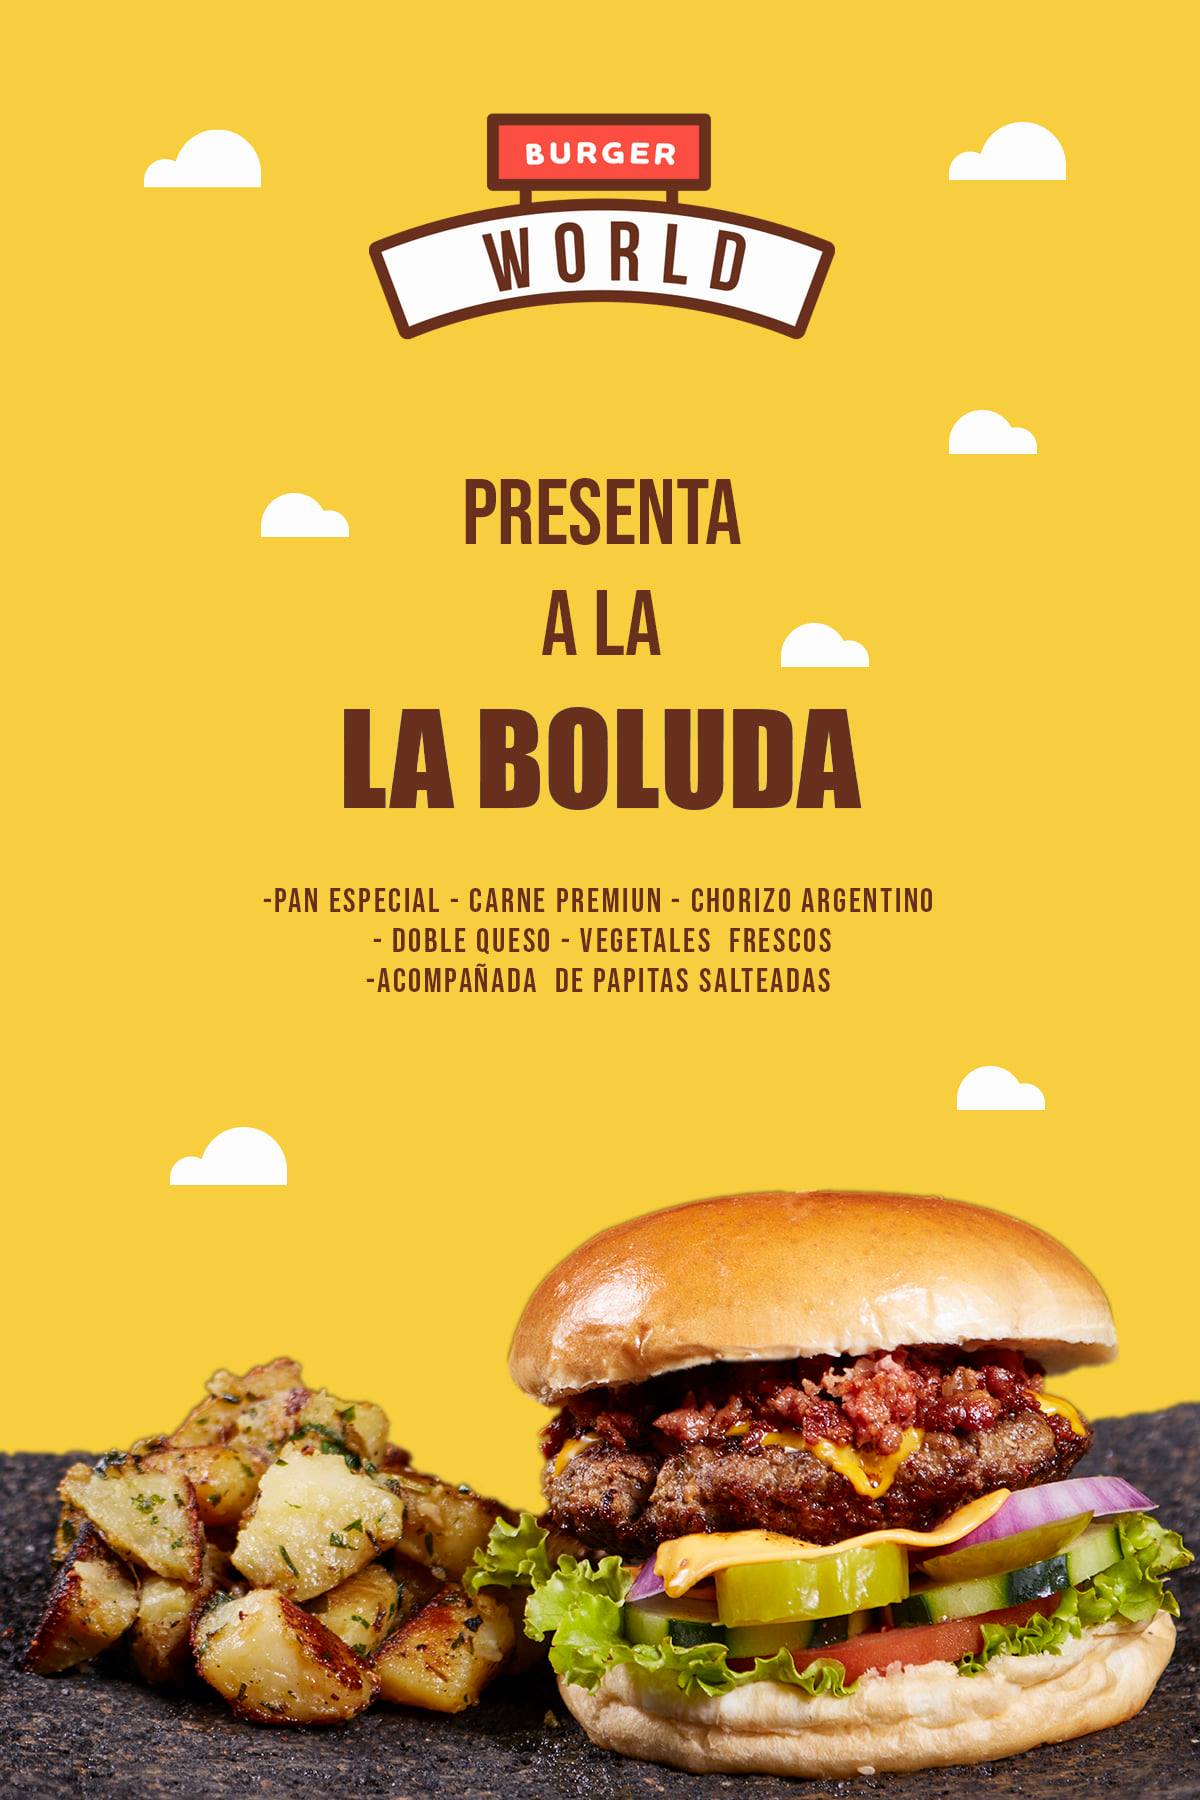 BURGER
WORLD
PRESENTA
A LA
LA BOLUDA
-PAN ESPECIAL - CARNE PREMIUN - CHORIZO ARGENTINO
- DOBLE QUESO - VEGETALES FRESCOS
-ACOMPAÑADA DE PAPITAS SALTEADAS